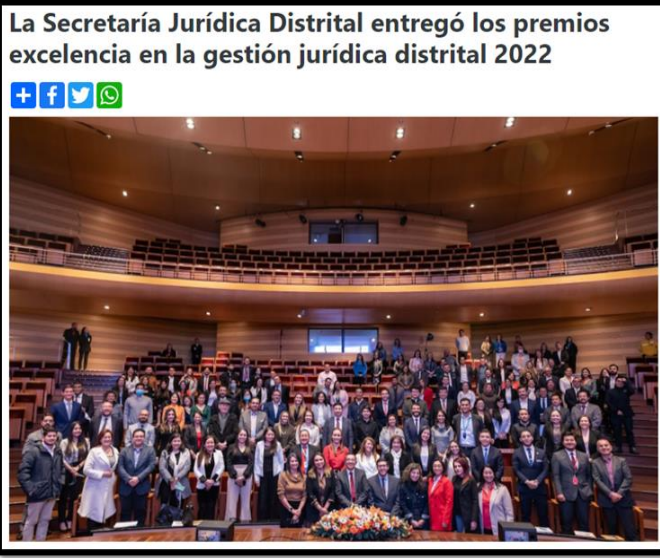 La Secretaría Jurídica Distrital entregó los premios
excelencia en la gestión jurídica distrital 2022